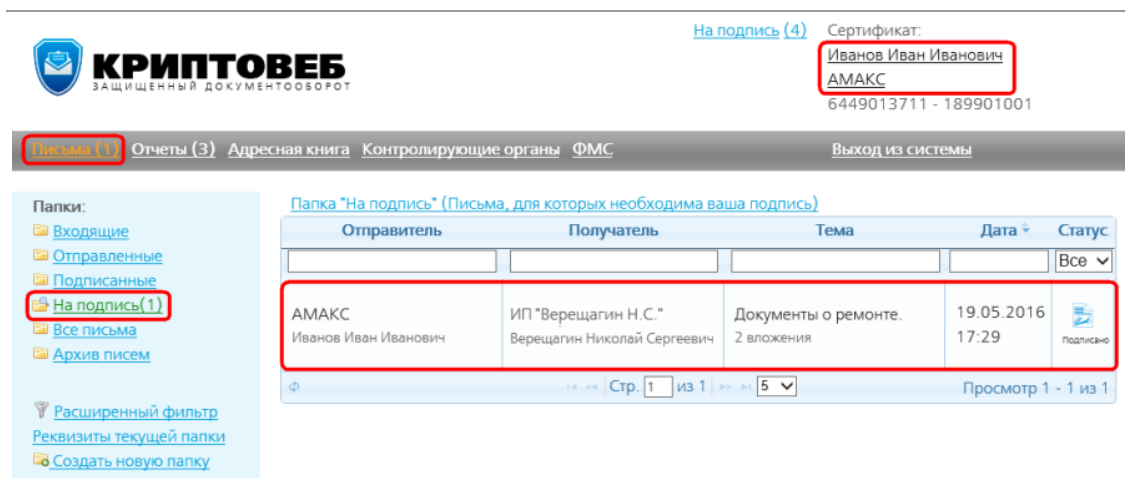 На подпись (4)
Сертификат:
Иванов Иван Иванович
АМАКС
6449013711 - 189901001
КРИПТОВЕБ
ЗАЩИЩЕННЫЙ ДОКУМЕНТООБОРОТ
Письма (1) Отчеты (3) Адресная книга Контролирующие органы ФМС Выход из системы
Папки:
Входящие
Отправленные
Подписанные
На подпись(1)
Все письма
Архив писем
Расширенный фильтр
Реквизиты текущей папки
Создать новую папку
Папка "На подпись" (Письма, для которых необходима ваша подпись)
Отправитель Получатель Тема Дата Статус
Все
АМАКС ИП "Верещагин Н.С." Документы о ремонте. 19.05.2016
Иванов Иван Иванович Верещагин Николай Сергеевич 2 вложения 17:29 Подписано
Стр. 1 из 1 5 Просмотр 1 - 1 из 1